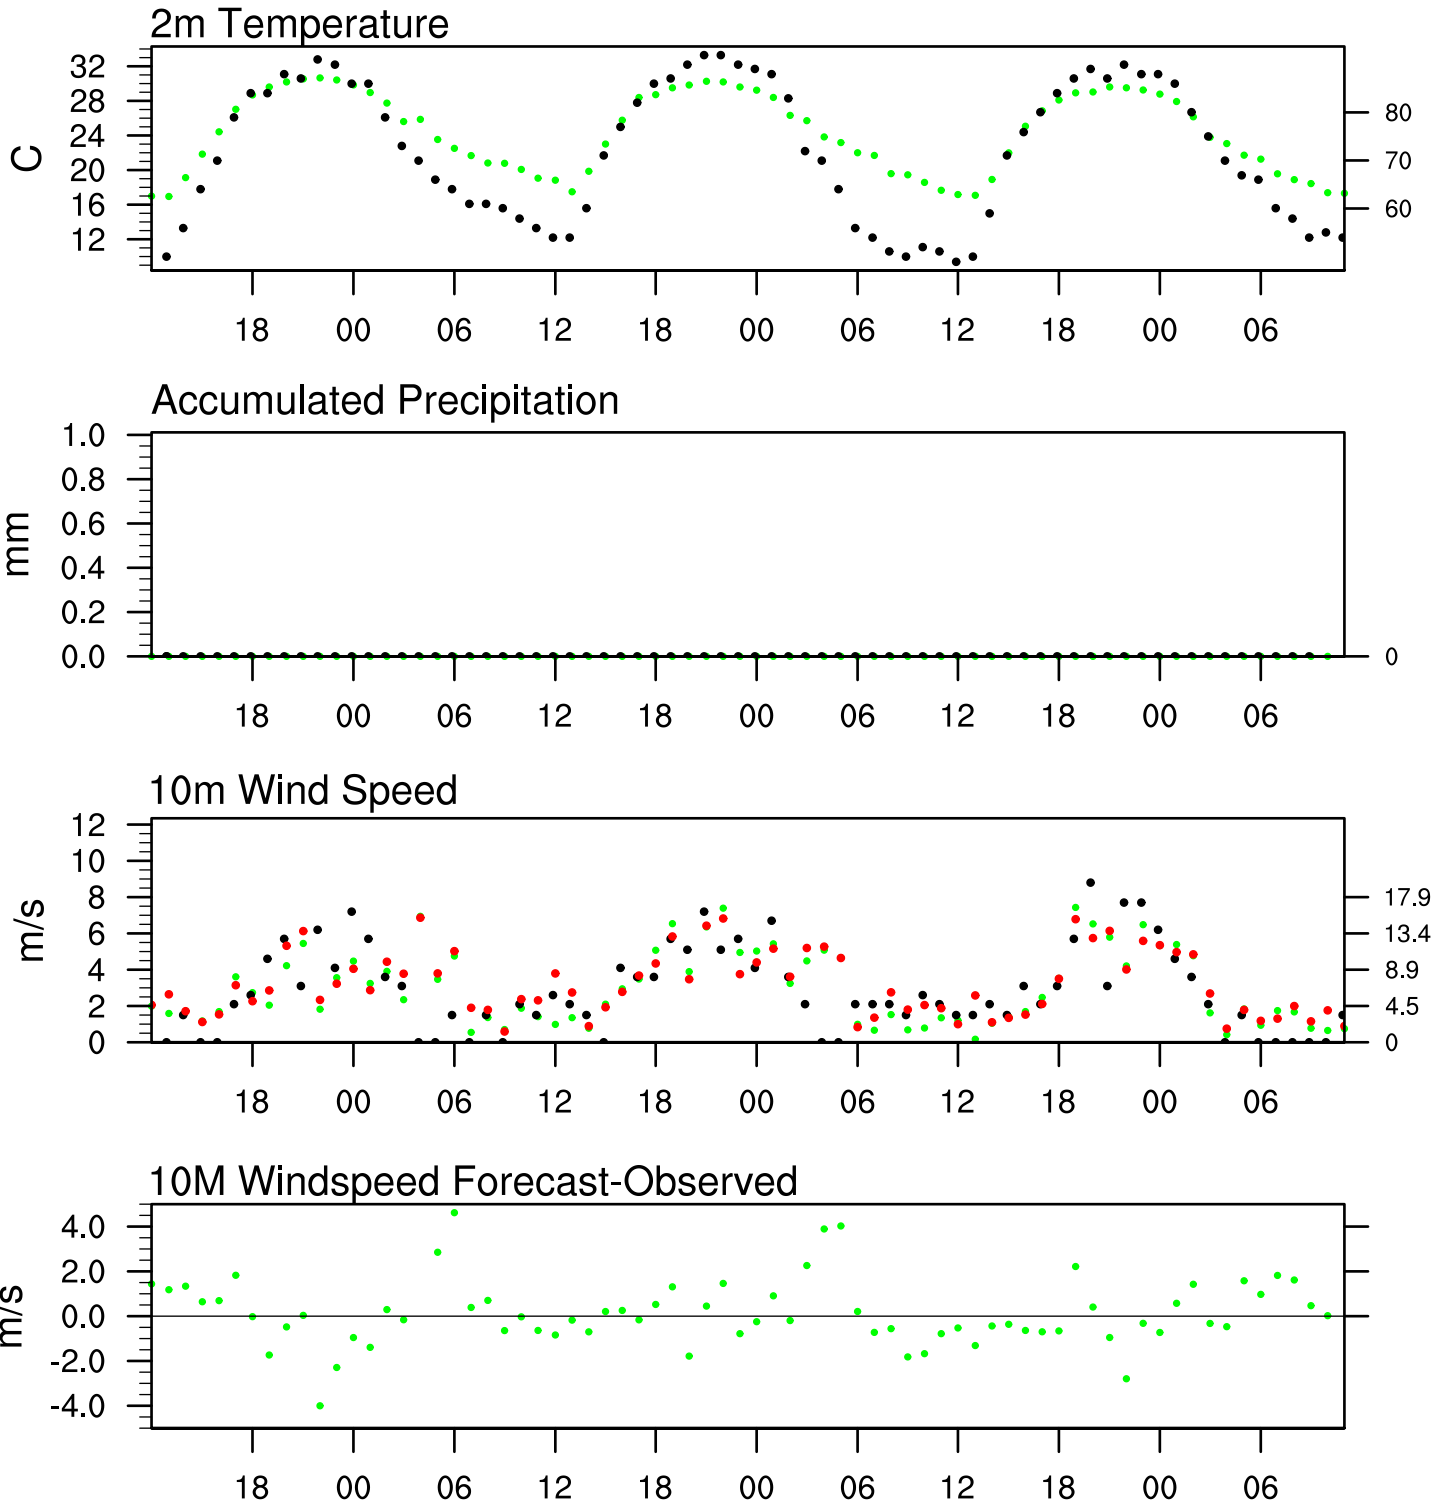 2m Temperature
32
28
24
20
16
12
C
80
70
60
18 00 06 12 18 00 06 12 18 00 06
Accumulated Precipitation
1.0
0.8
0.6
0.4
0.2
0.0
mm
0
18 00 06 12 18 00 06 12 18 00 06
10m Wind Speed
12
10
8
6
4
2
0
m/s
17.9
13.4
8.9
4.5
0
18 00 06 12 18 00 06 12 18 00 06
10M Windspeed Forecast-Observed
4.0
2.0
0.0
-2.0
-4.0
m/s
18 00 06 12 18 00 06 12 18 00 06